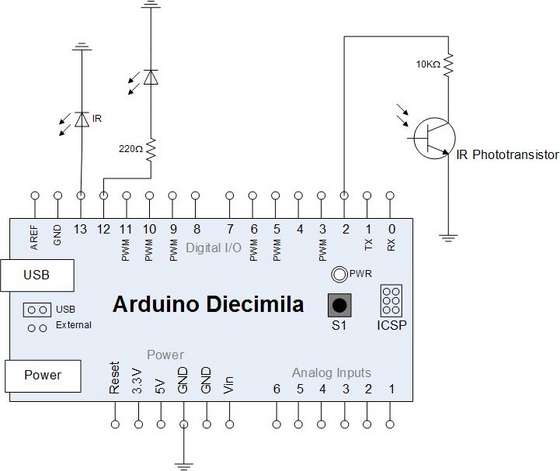 10KΩ
IR
220Ω
IR Phototransistor
AREF
GND
13
12
11
10
9
8
7
6
5
4
3
2
1
0
PWM
PWM
PWM
PWM
PWM
PWM
TX
RX
Digital I/O
USB
PWR
USB
External
Arduino Diecimila
S1
ICSP
Power
Power
Analog Inputs
Reset
3.3V
5V
GND
GND
Vin
6
5
4
3
2
1